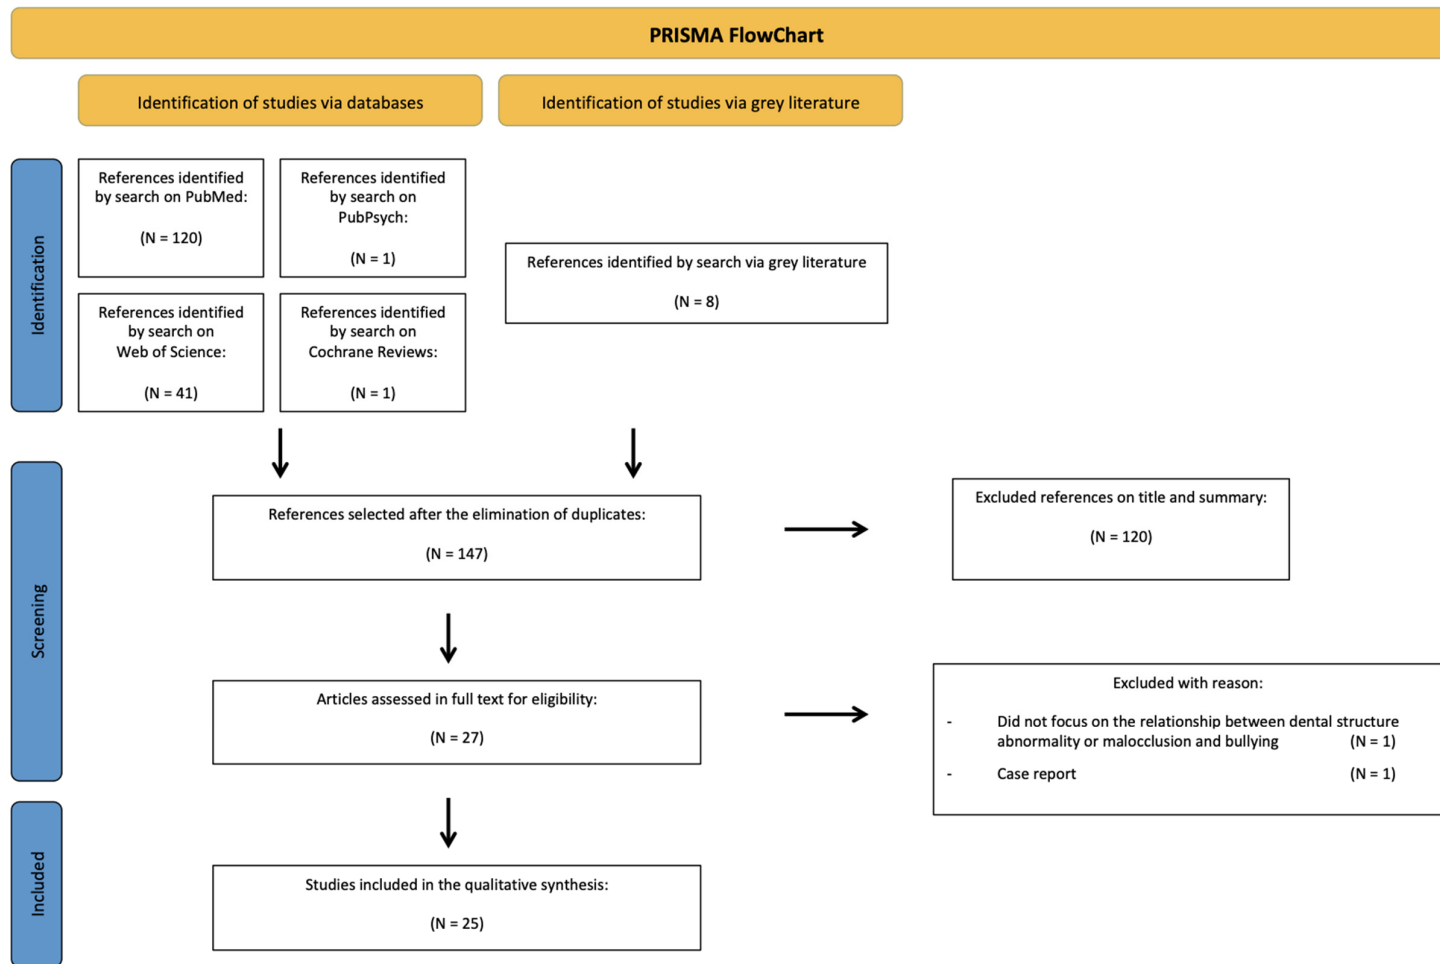 PRISMA FlowChart
Identification of studies via databases
Identification of studies via grey literature
Identification
References identified
by search on PubMed:
(N = 120)
References identified
by search on
PubPsych:
(N = 1)
References identified
by search on
Web of Science:
(N = 41)
References identified
by search on
Cochrane Reviews:
(N = 1)
References identified by search via grey literature
(N = 8)
Screening
References selected after the elimination of duplicates:
(N = 147)
Excluded references on title and summary:
(N = 120)
Articles assessed in full text for eligibility:
(N = 27)
Excluded with reason:
- Did not focus on the relationship between dental structure
abnormality or malocclusion and bullying (N = 1)
- Case report (N = 1)
Included
Studies included in the qualitative synthesis:
(N = 25)